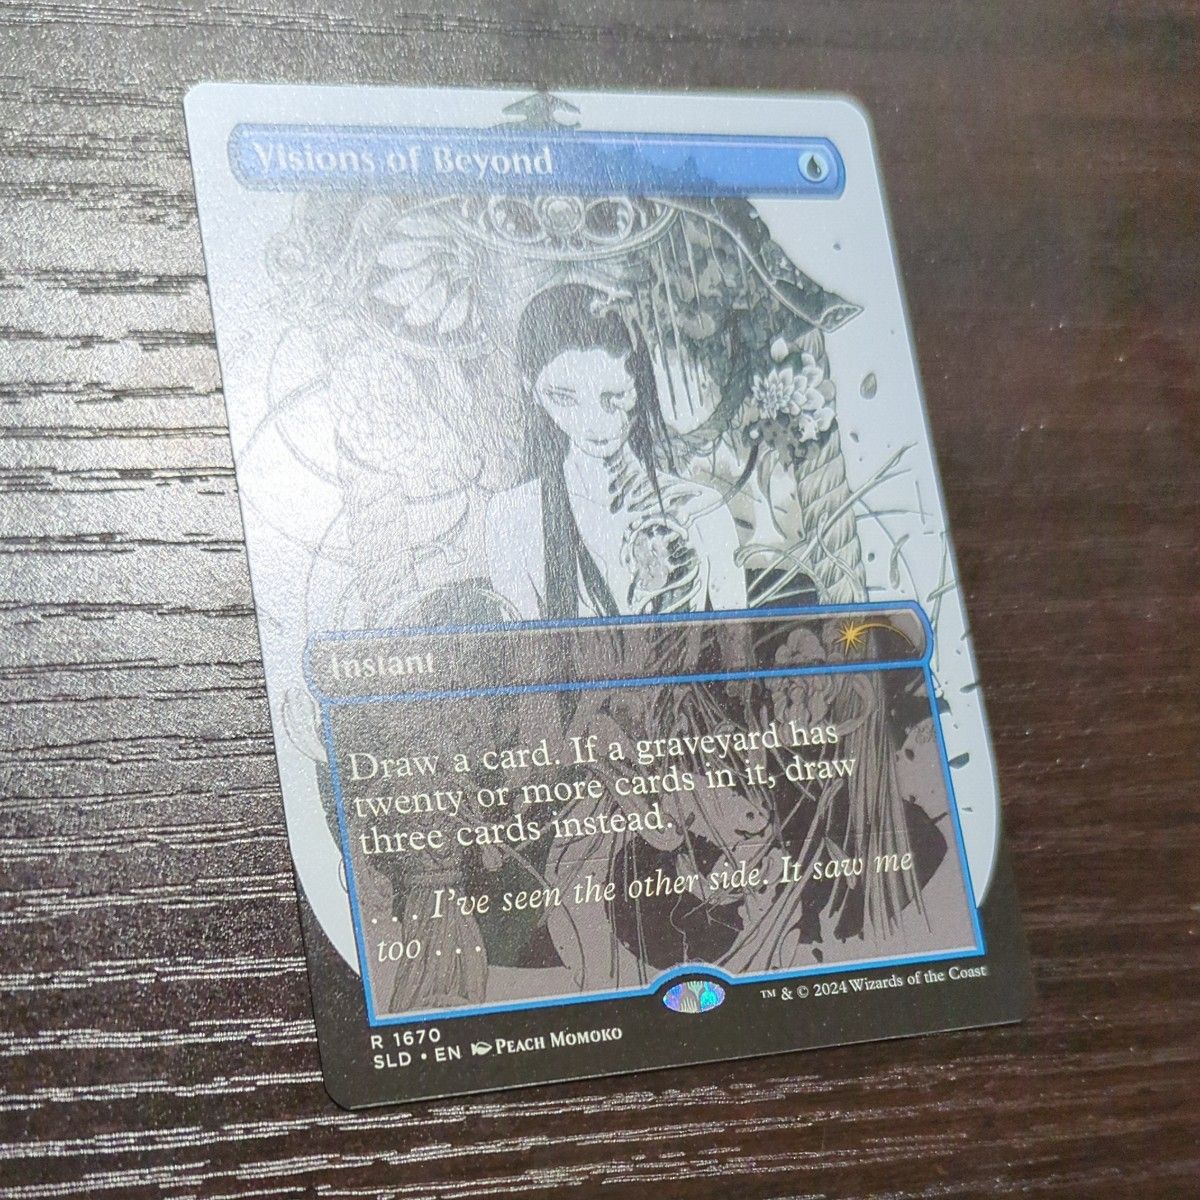 Visions of Beyond
Instant
Draw a card. If a graveyard has
twenty or more cards in it, draw
three cards instead.
. . . I've seen the other side. It saw me
too . . .
™ & © 2024 Wizards of the Coast
R 1670
SLD • EN PEACH MOMOKO